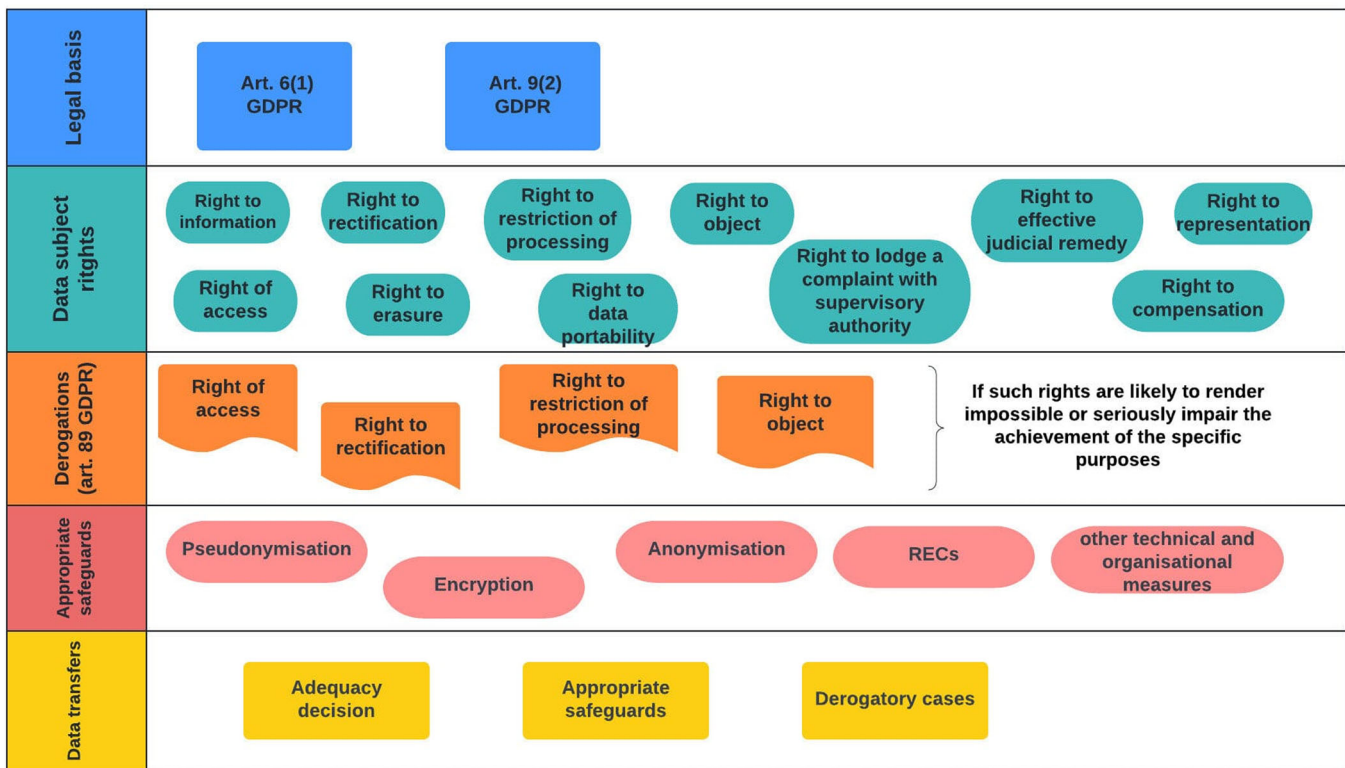 Legal basis
Art. 6(1)
GDPR
Art. 9(2)
GDPR
Data subject
ritghts
Right to
information
Right to
rectification
Right to
restriction of
processing
Right to
object
Right to
effective
judicial remedy
Right to
representation
Right of
access
Right to
erasure
Right to
data
portability
Right to lodge a
complaint with
supervisory
authority
Right to
compensation
Derogations
(art. 89 GDPR)
Right of
access
Right to
rectification
Right to
restriction of
processing
Right to
object
If such rights are likely to render
impossible or seriously impair the
achievement of the specific
purposes
Appropriate
safeguards
Pseudonymisation
Encryption
Anonymisation
RECs
other technical and
organisational
measures
Data transfers
Adequacy
decision
Appropriate
safeguards
Derogatory cases